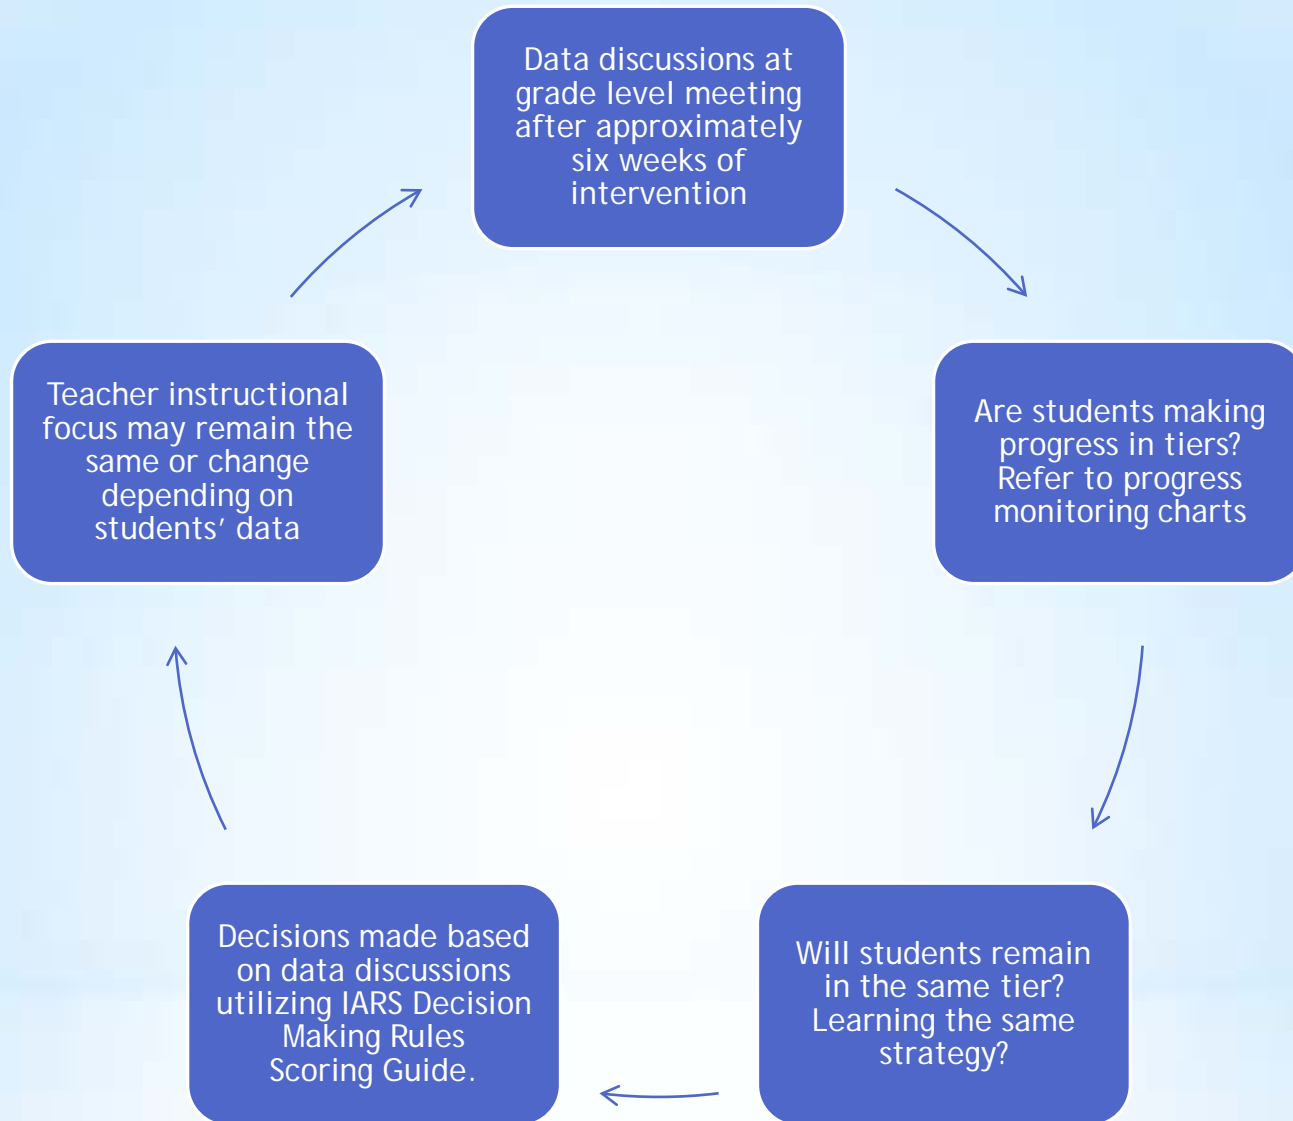 Data discussions at
grade level meeting
after approximately
six weeks of
intervention
Are students making
progress in tiers?
Refer to progress
monitoring charts
Will students remain
in the same tier?
Learning the same
strategy?
Decisions made based
on data discussions
utilizing IARS Decision
Making Rules
Scoring Guide.
Teacher instructional
focus may remain the
same or change
depending on
students’ data